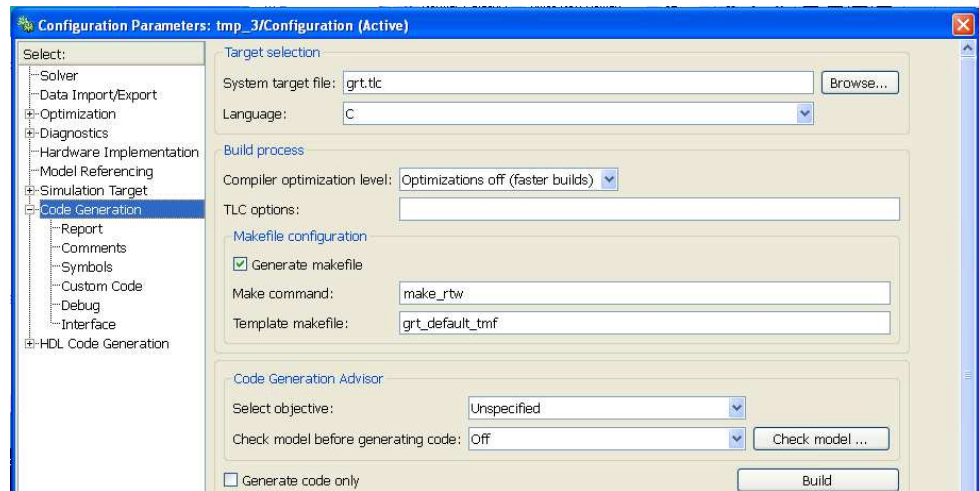 Configuration Parameters: tmp_3/Configuration (Active)
Select:
Solver
Data Import/Export
Optimization
Diagnostics
Hardware Implementation
Model Referencing
Simulation Target
Code Generation
Report
Comments
Symbols
Custom Code
Debug
Interface
HDL Code Generation
Target selection
System target file: grt.tlc Browse...
Language: C
Build process
Compiler optimization level: Optimizations off (faster builds)
TLC options:
Makefile configuration
Generate makefile
Make command: make_rtw
Template makefile: grt_default_tmf
Code Generation Advisor
Select objective: Unspecified
Check model before generating code: Off Check model ...
Generate code only Build